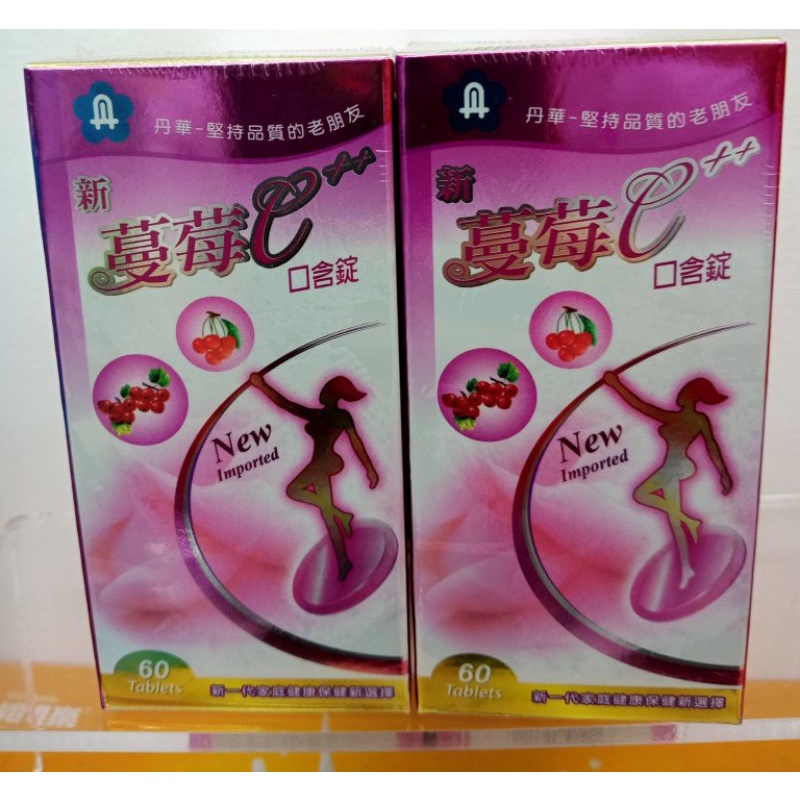 丹華-堅持品質的老朋友
新
蔓莓C++
口含錠
New
Imported
60
Tablets
新一代家庭健康保健新選擇
丹華-堅持品質的老朋友
新
蔓莓C++
口含錠
New
Imported
60
Tablets
新一代家庭健康保健新選擇